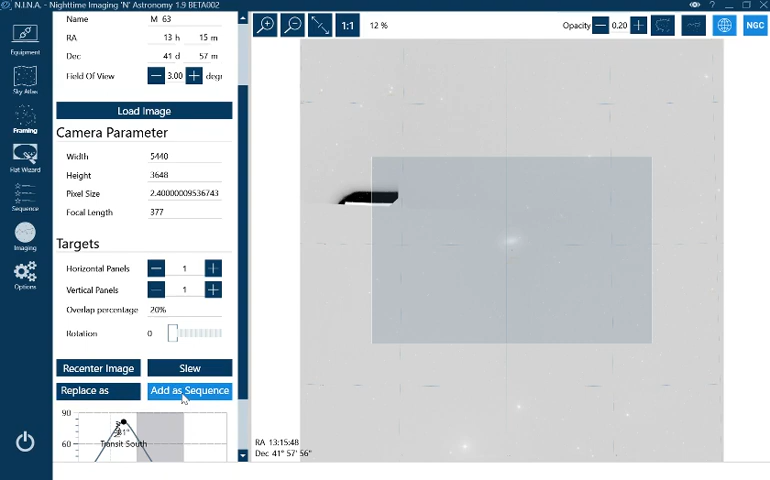 N.I.N.A. - Nighttime Imaging 'N' Astronomy 1.9 BETA002
Equipment
Sky Atlas
Framing
Flat Wizard
Sequence
Imaging
Options
Name M 63
RA 13 h 15 m
Dec 41 d 57 m
Field Of View 3.00 degr
Load Image
Camera Parameter
Width 5440
Height 3648
Pixel Size 2.40000009536743
Focal Length 377
Targets
Horizontal Panels 1
Vertical Panels 1
Overlap percentage 20%
Rotation 0
Recenter Image Slew
Replace as Add as Sequence
90
81°
Transit South
60
1:1 12 % Opacity 0.20 NGC
RA 13:15:48
Dec 41° 57' 56"